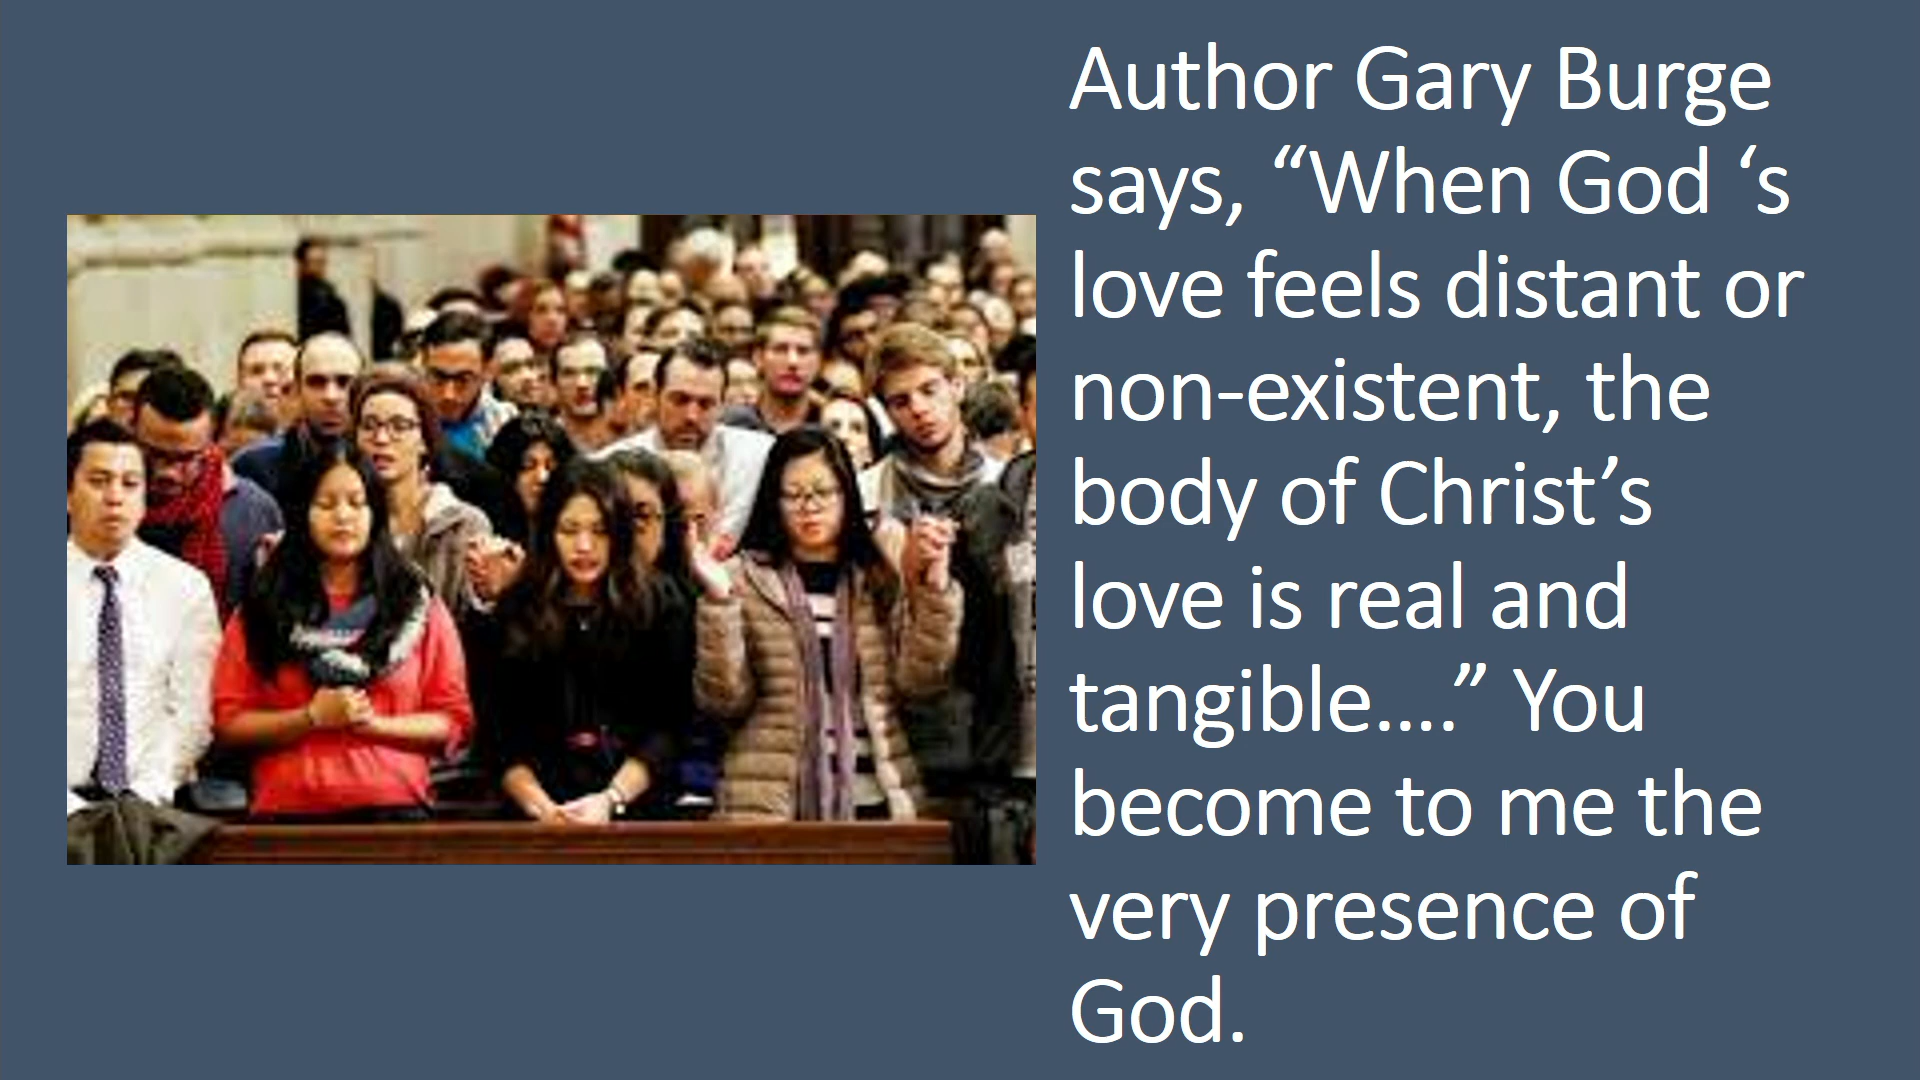 Author Gary Burge
says, “When God ‘s
love feels distant or
non-existent, the
body of Christ’s
love is real and
tangible....” You
become to me the
very presence of
God.